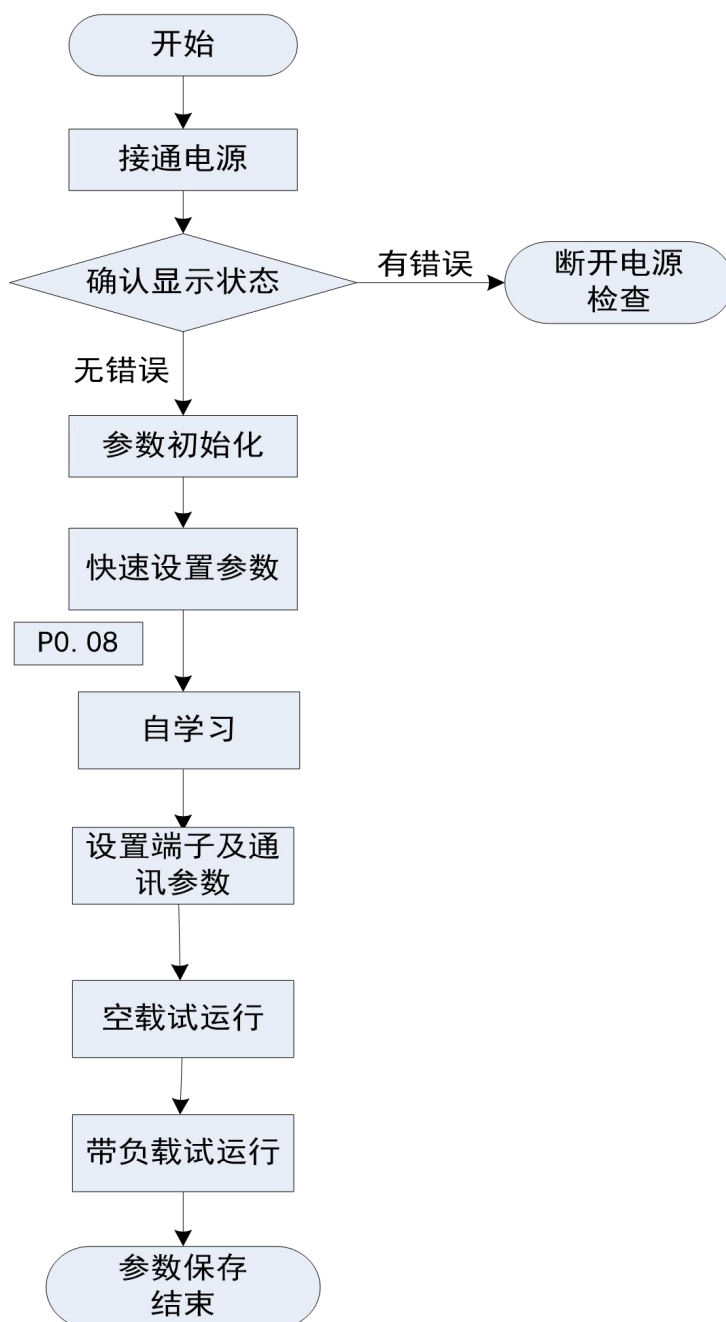 开始
接通电源
确认显示状态
有错误
断开电源
检查
无错误
参数初始化
快速设置参数
P0. 08
自学习
设置端子及通
讯参数
空载试运行
带负载试运行
参数保存
结束